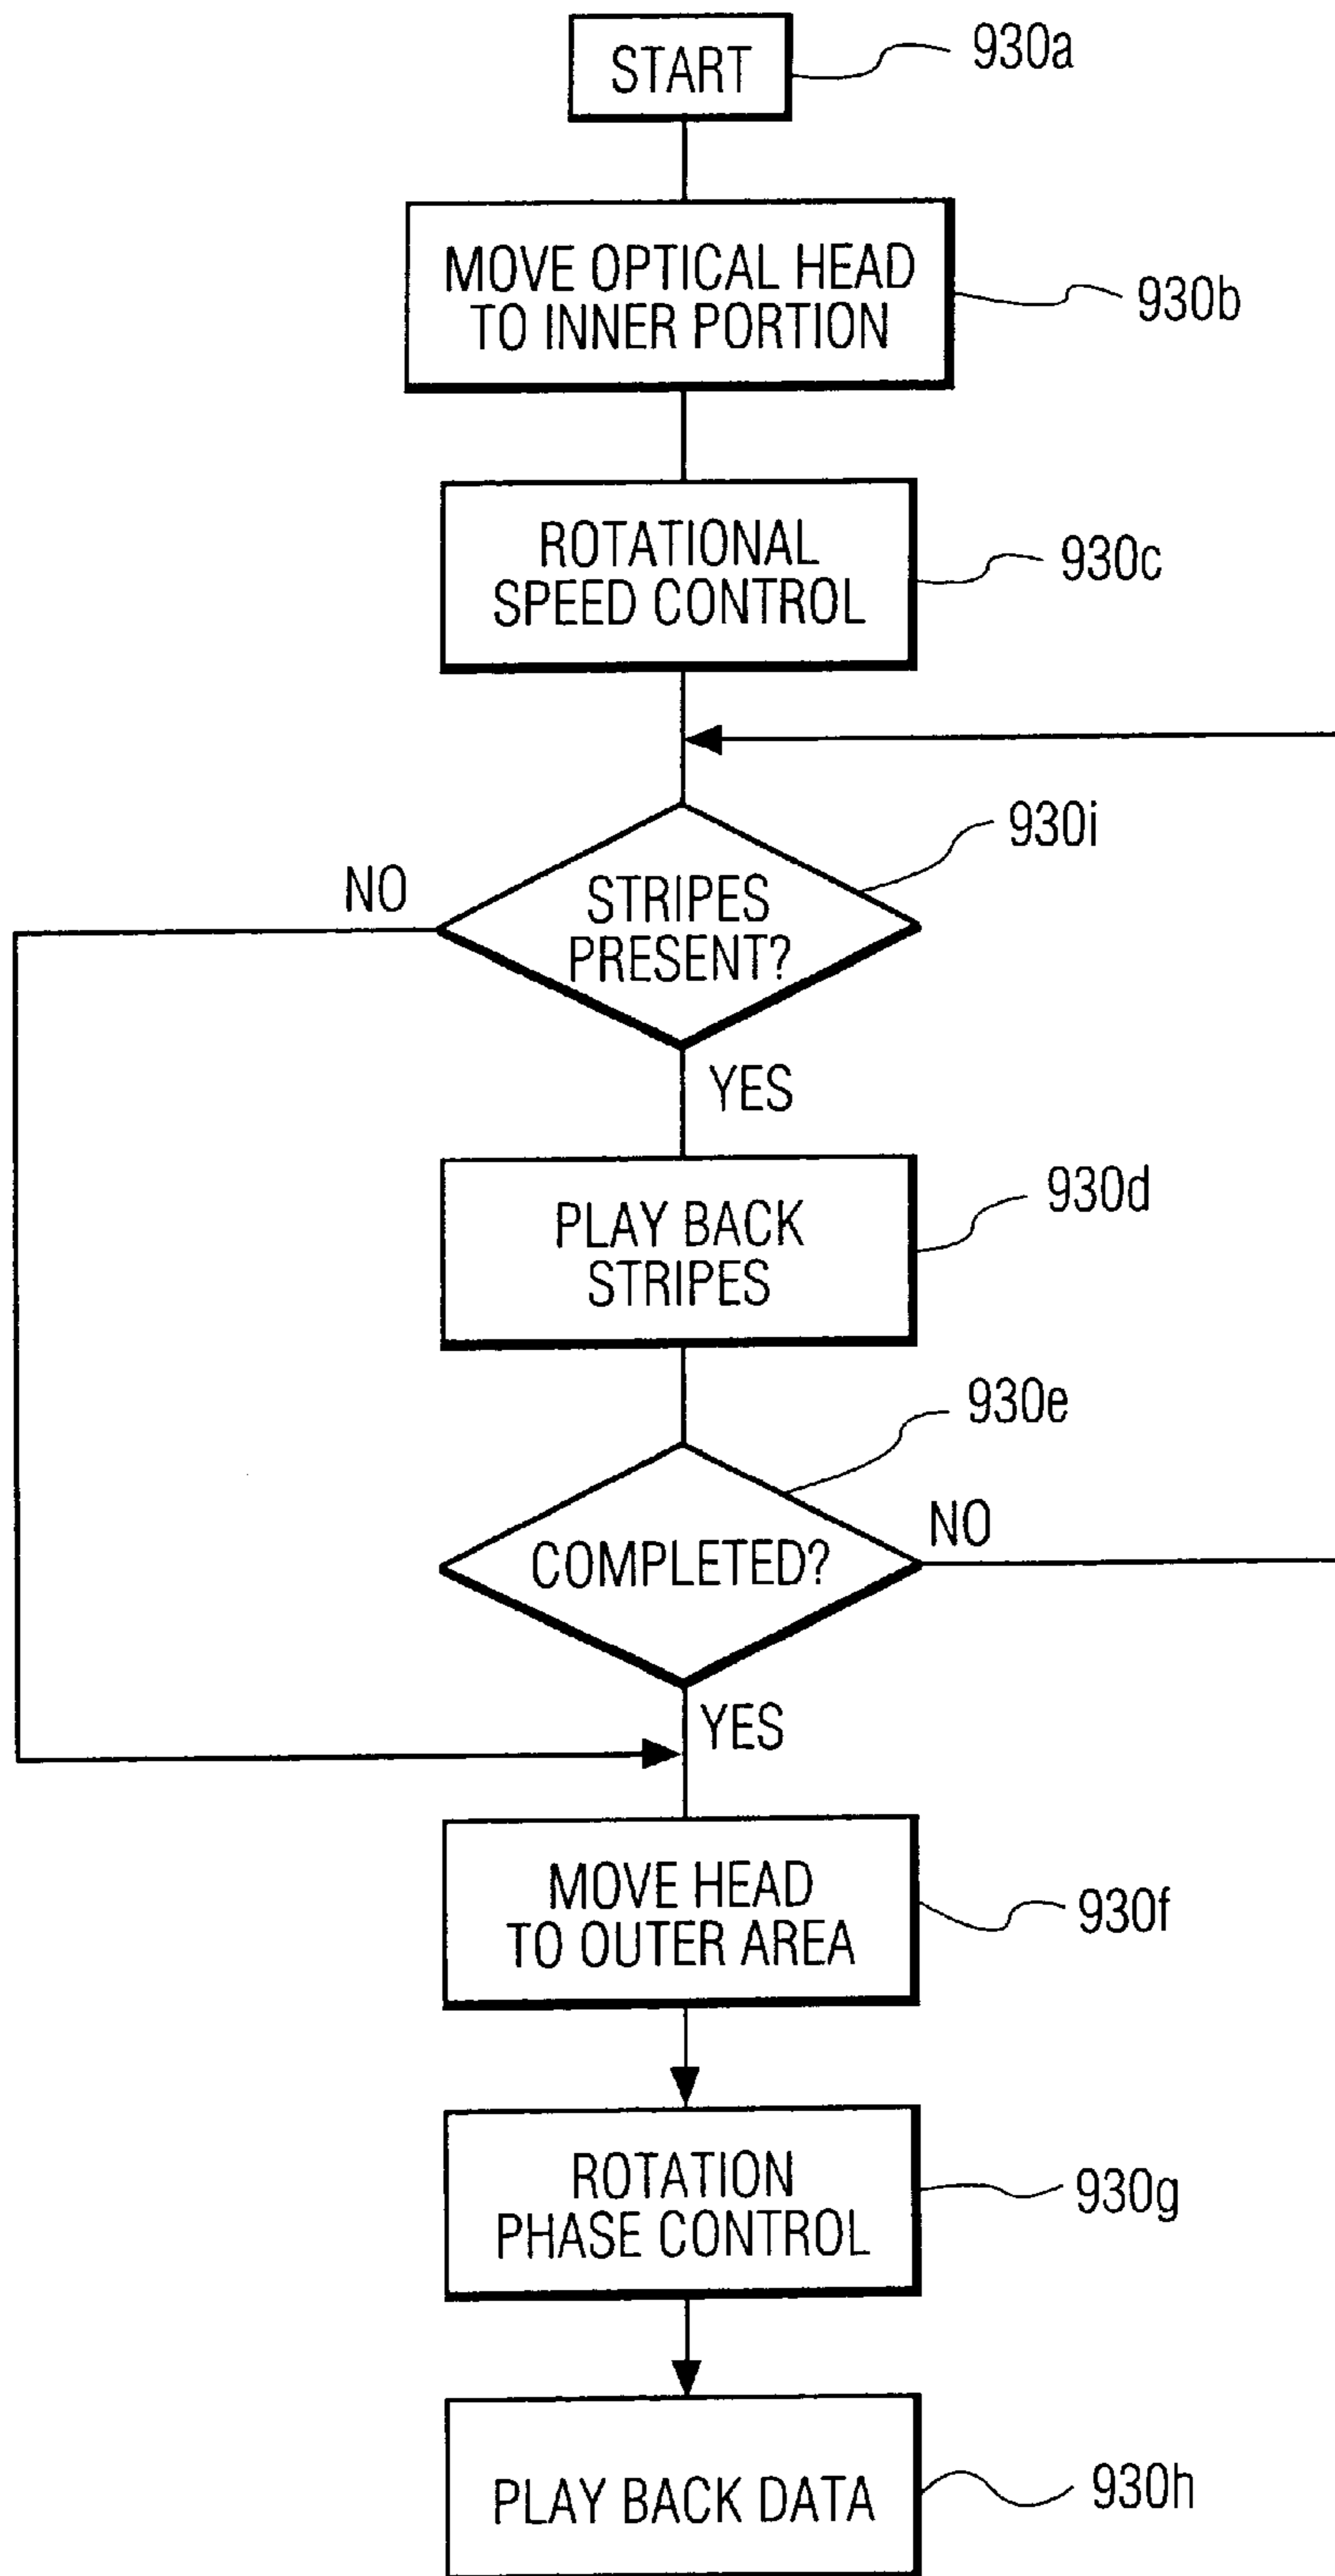 START
930a
MOVE OPTICAL HEAD
TO INNER PORTION
930b
ROTATIONAL
SPEED CONTROL
930c
930i
NO
STRIPES
PRESENT?
YES
930d
PLAY BACK
STRIPES
930e
NO
COMPLETED?
YES
MOVE HEAD
TO OUTER AREA
930f
ROTATION
PHASE CONTROL
930g
PLAY BACK DATA
930h